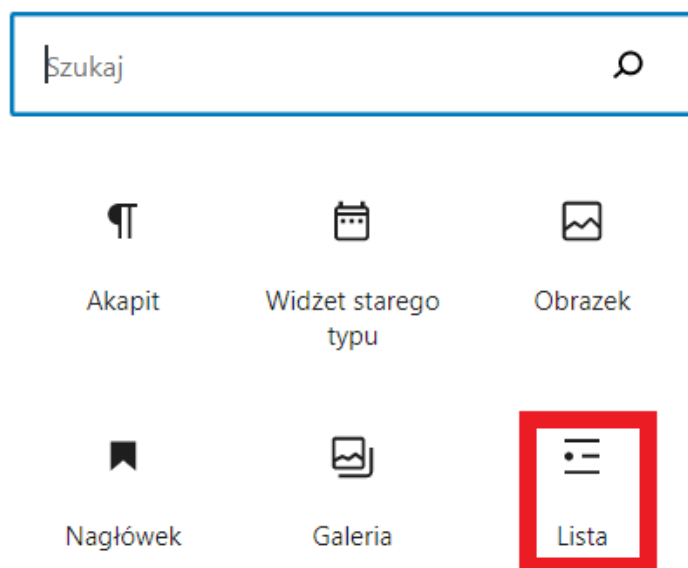 Szukaj
Akapit
Widżet starego
typu
Obrazek
Nagłówek
Galeria
Lista